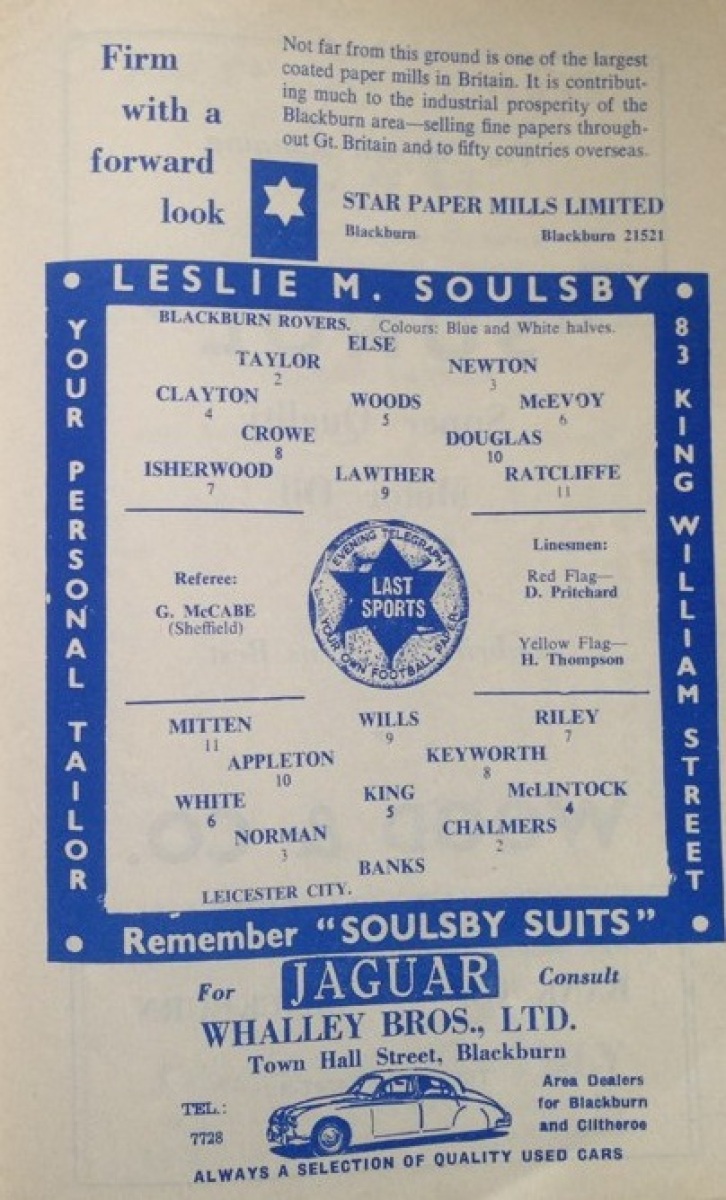 Firm
with a
forward
look
Not far from this ground is one of the largest
coated paper mills in Britain. It is contribut-
ing much to the industrial prosperity of the
Blackburn area—selling fine papers through-
out Gt. Britain and to fifty countries overseas.
STAR PAPER MILLS LIMITED
Blackburn Blackburn 21521
• LESLIE M. SOULSBY •
YOUR PERSONAL TAILOR
83 KING WILLIAM STREET
BLACKBURN ROVERS. Colours: Blue and White halves.
ELSE
TAYLOR NEWTON
2 3
CLAYTON WOODS McEVOY
4 5 6
CROWE DOUGLAS
8 10
ISHERWOOD LAWTHER RATCLIFFE
7 9 11
Referee:
G. McCABE
(Sheffield)
EVENING TELEGRAPH
LAST
SPORTS
YOUR OWN FOOTBALL PAPER
Linesmen:
Red Flag—
D. Pritchard
Yellow Flag—
H. Thompson
MITTEN WILLS RILEY
11 9 7
APPLETON KEYWORTH
10 8
WHITE KING McLINTOCK
6 5 4
NORMAN CHALMERS
3 2
BANKS
LEICESTER CITY.
• Remember "SOULSBY SUITS" •
For JAGUAR Consult
WHALLEY BROS., LTD.
Town Hall Street, Blackburn
TEL.:
7728
Area Dealers
for Blackburn
and Clitheroe
ALWAYS A SELECTION OF QUALITY USED CARS